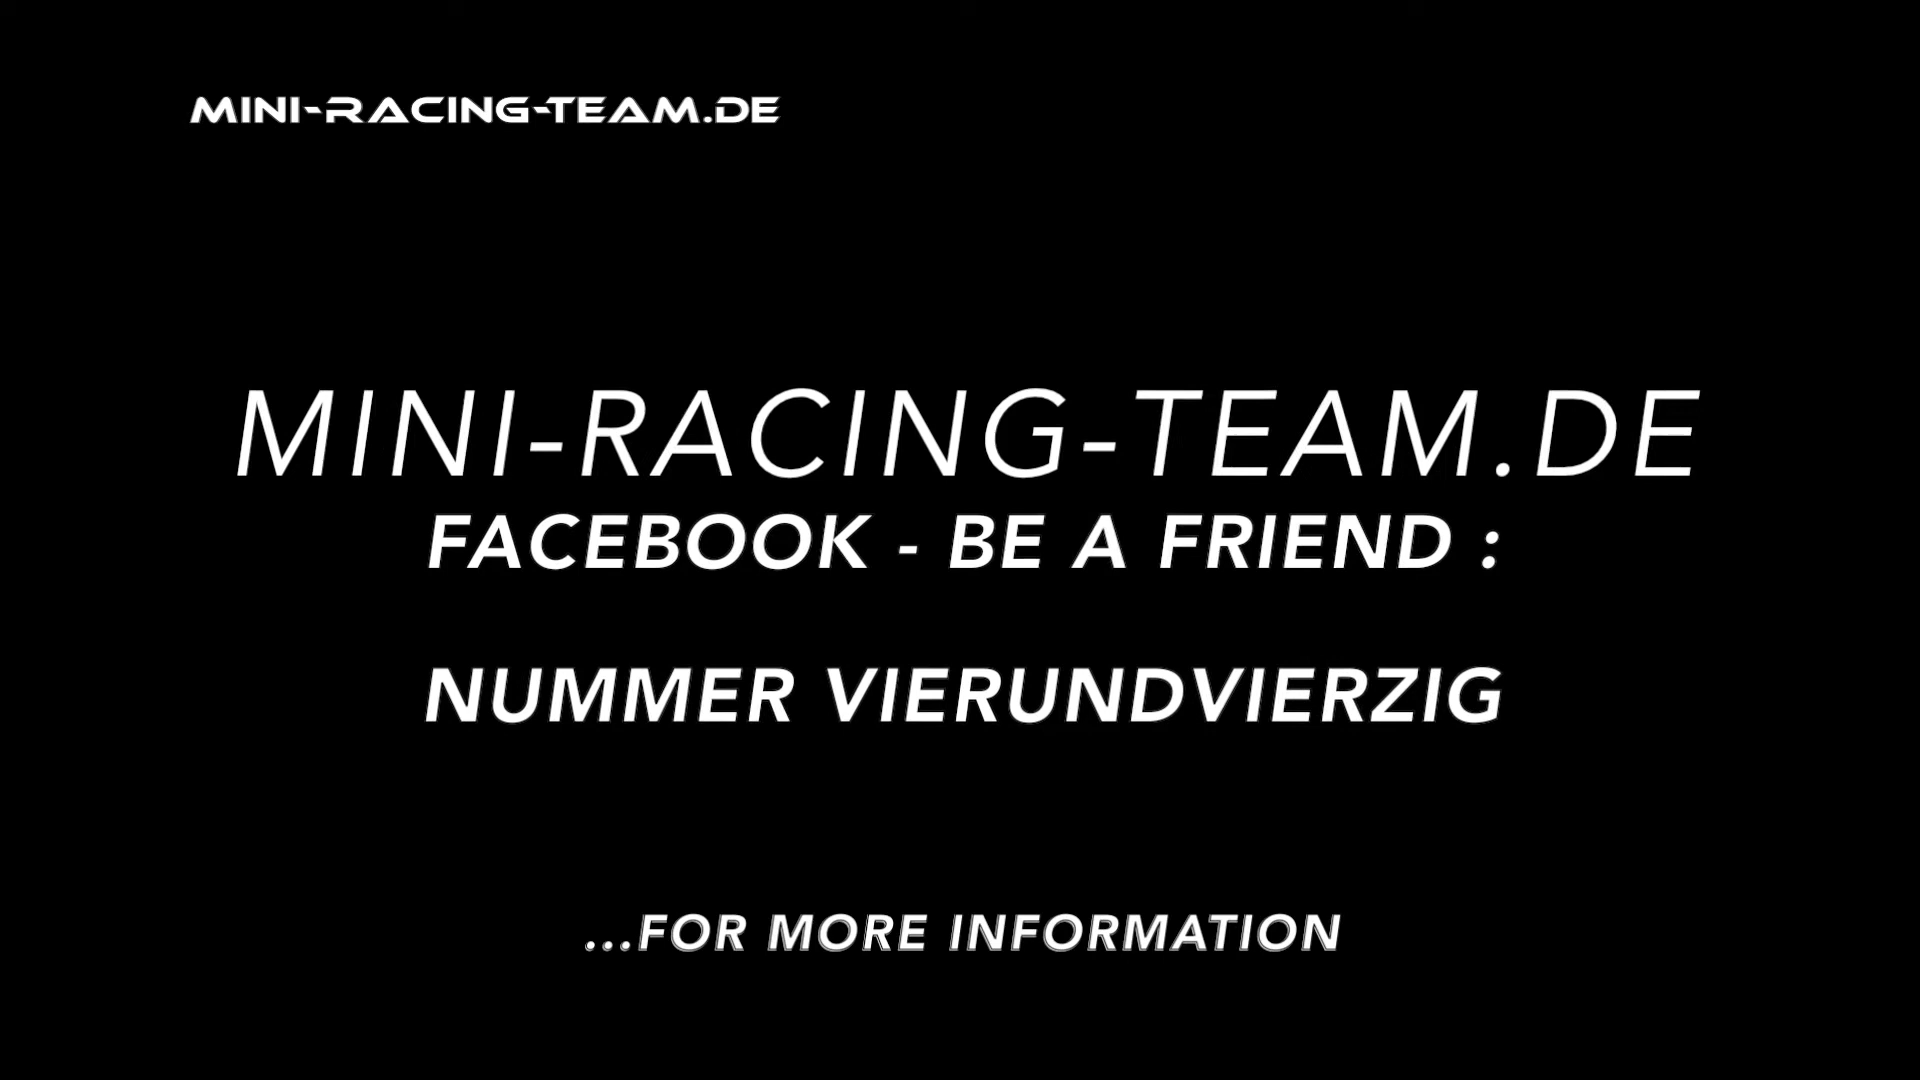 MINI-RACING-TEAM.DE
MINI-RACING-TEAM.DE
FACEBOOK - BE A FRIEND :
NUMMER VIERUNDVIERZIG
...FOR MORE INFORMATION